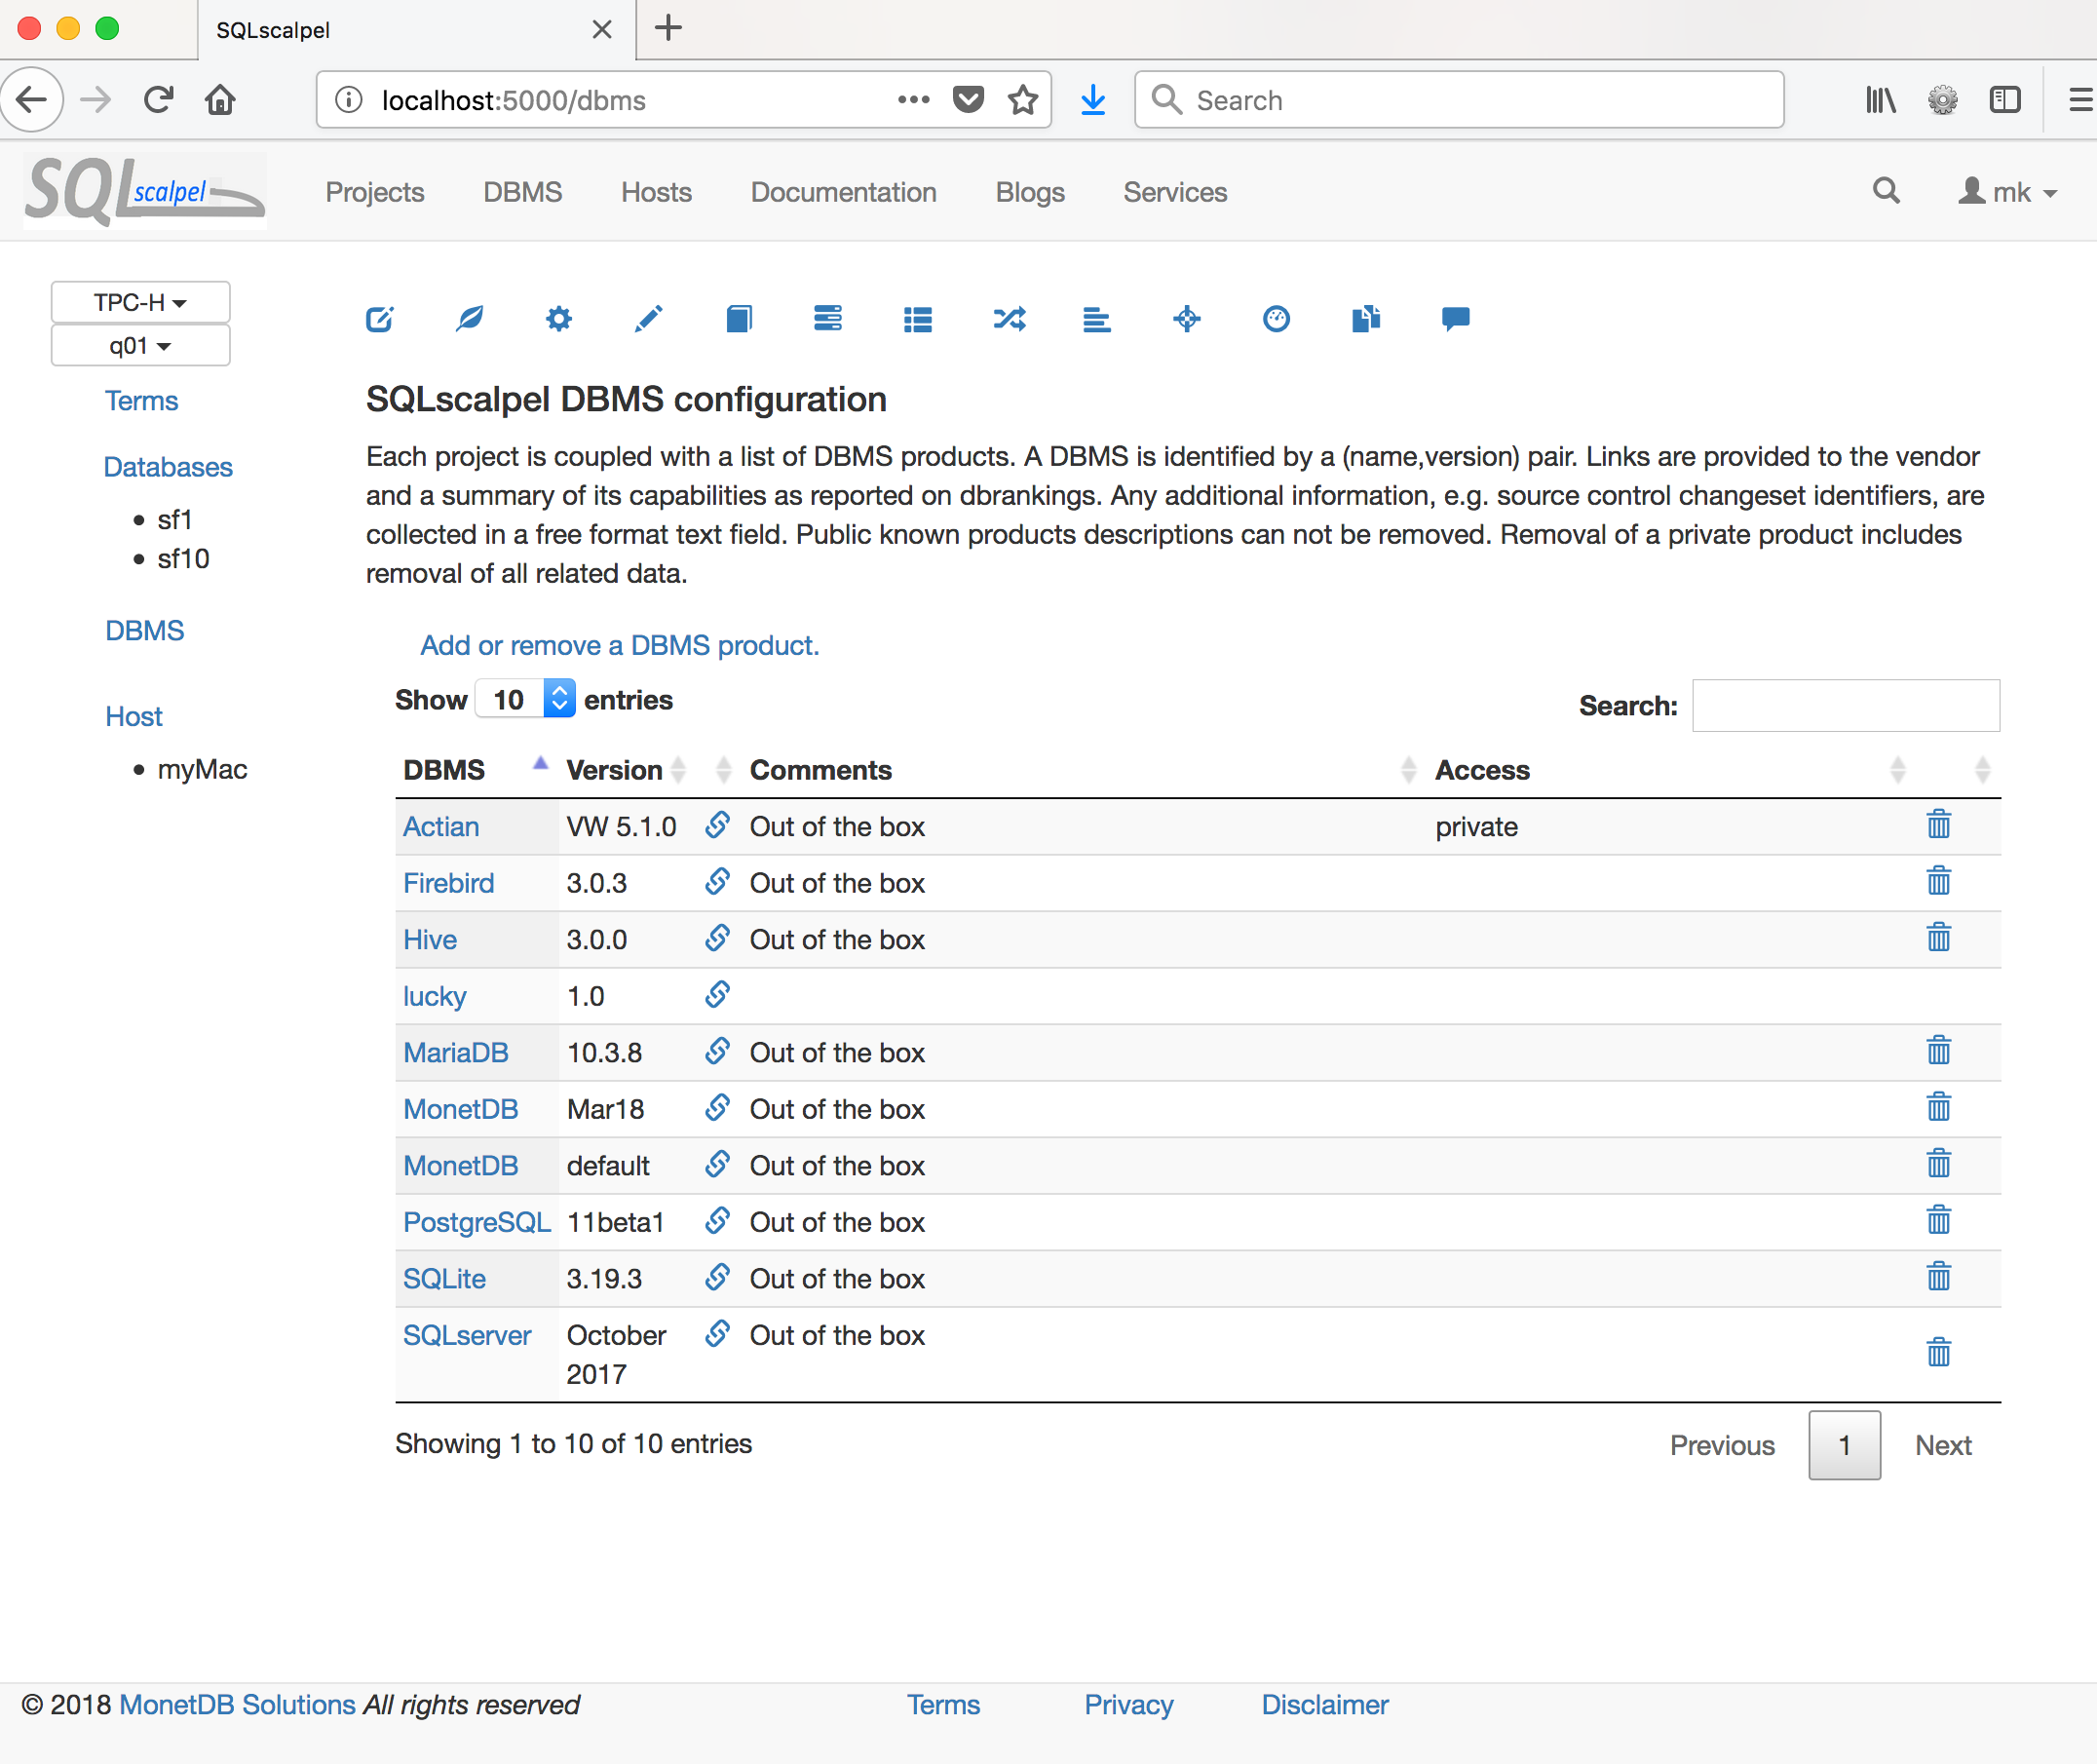 SQLscalpel
localhost:5000/dbms
Search
SQLscalpel
Projects DBMS Hosts Documentation Blogs Services mk
TPC-H
q01
Terms
Databases
sf1
sf10
DBMS
Host
myMac
SQLscalpel DBMS configuration
Each project is coupled with a list of DBMS products. A DBMS is identified by a (name,version) pair. Links are provided to the vendor
and a summary of its capabilities as reported on dbrankings. Any additional information, e.g. source control changeset identifiers, are
collected in a free format text field. Public known products descriptions can not be removed. Removal of a private product includes
removal of all related data.
Add or remove a DBMS product.
Show 10 entries
Search:
DBMS Version Comments Access
Actian VW 5.1.0 Out of the box private
Firebird 3.0.3 Out of the box
Hive 3.0.0 Out of the box
lucky 1.0
MariaDB 10.3.8 Out of the box
MonetDB Mar18 Out of the box
MonetDB default Out of the box
PostgreSQL 11beta1 Out of the box
SQLite 3.19.3 Out of the box
SQLserver October Out of the box
2017
Showing 1 to 10 of 10 entries
Previous 1 Next
© 2018 MonetDB Solutions All rights reserved Terms Privacy Disclaimer